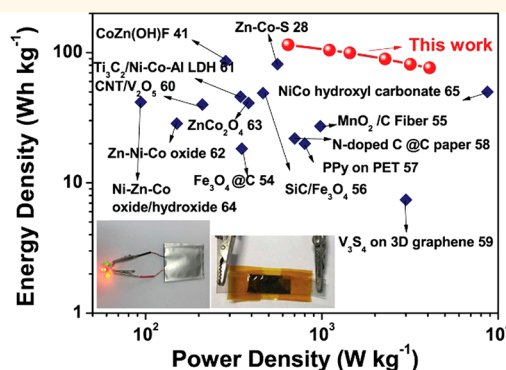 CoZn(OH)F 41
Zn-Co-S 28
This work
Ti₃C₂/Ni-Co-Al LDH 61
CNT/V₂O₅ 60
NiCo hydroxyl carbonate 65
ZnCo₂O₄ 63
MnO₂ /C Fiber 55
Zn-Ni-Co oxide 62
N-doped C @C paper 58
PPy on PET 57
Fe₃O₄ @C 54
SiC/Fe₃O₄ 56
Ni-Zn-Co
oxide/hydroxide 64
V₃S₄ on 3D graphene 59
Energy Density (Wh kg⁻¹)
100
10
1
10² 10³ 10⁴
Power Density (W kg⁻¹)